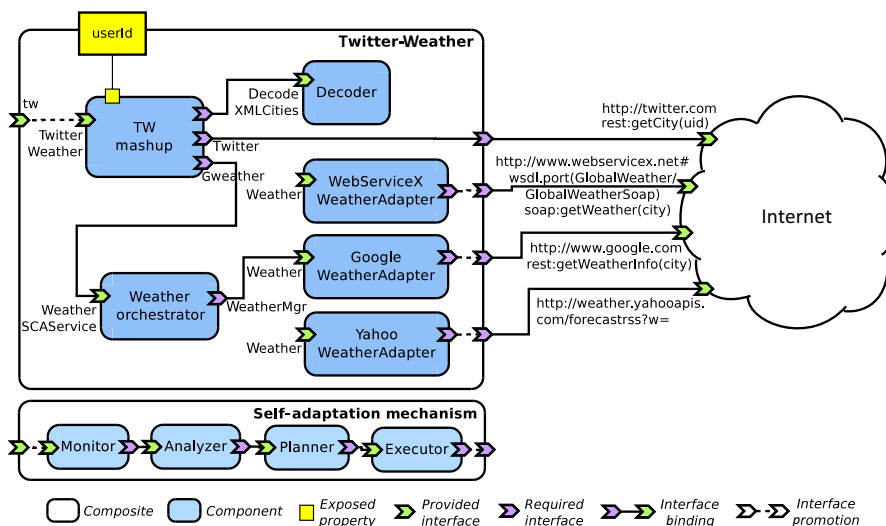 userId
Twitter-Weather
tw
Twitter
Weather
TW
mashup
Decode
XMLCities
Decoder
Twitter
Gweather
http://twitter.com
rest:getCity(uid)
Weather
WebServiceX
WeatherAdapter
http://www.webservicex.net#
wsdl.port(GlobalWeather/
GlobalWeatherSoap)
soap:getWeather(city)
Internet
Weather
Google
WeatherAdapter
http://www.google.com
rest:getWeatherInfo(city)
Weather
SCAService
Weather
orchestrator
WeatherMgr
Weather
Yahoo
WeatherAdapter
http://weather.yahooapis.
com/forecastrss?w=
Self-adaptation mechanism
Monitor
Analyzer
Planner
Executor
Composite
Component
Exposed
property
Provided
interface
Required
interface
Interface
binding
Interface
promotion